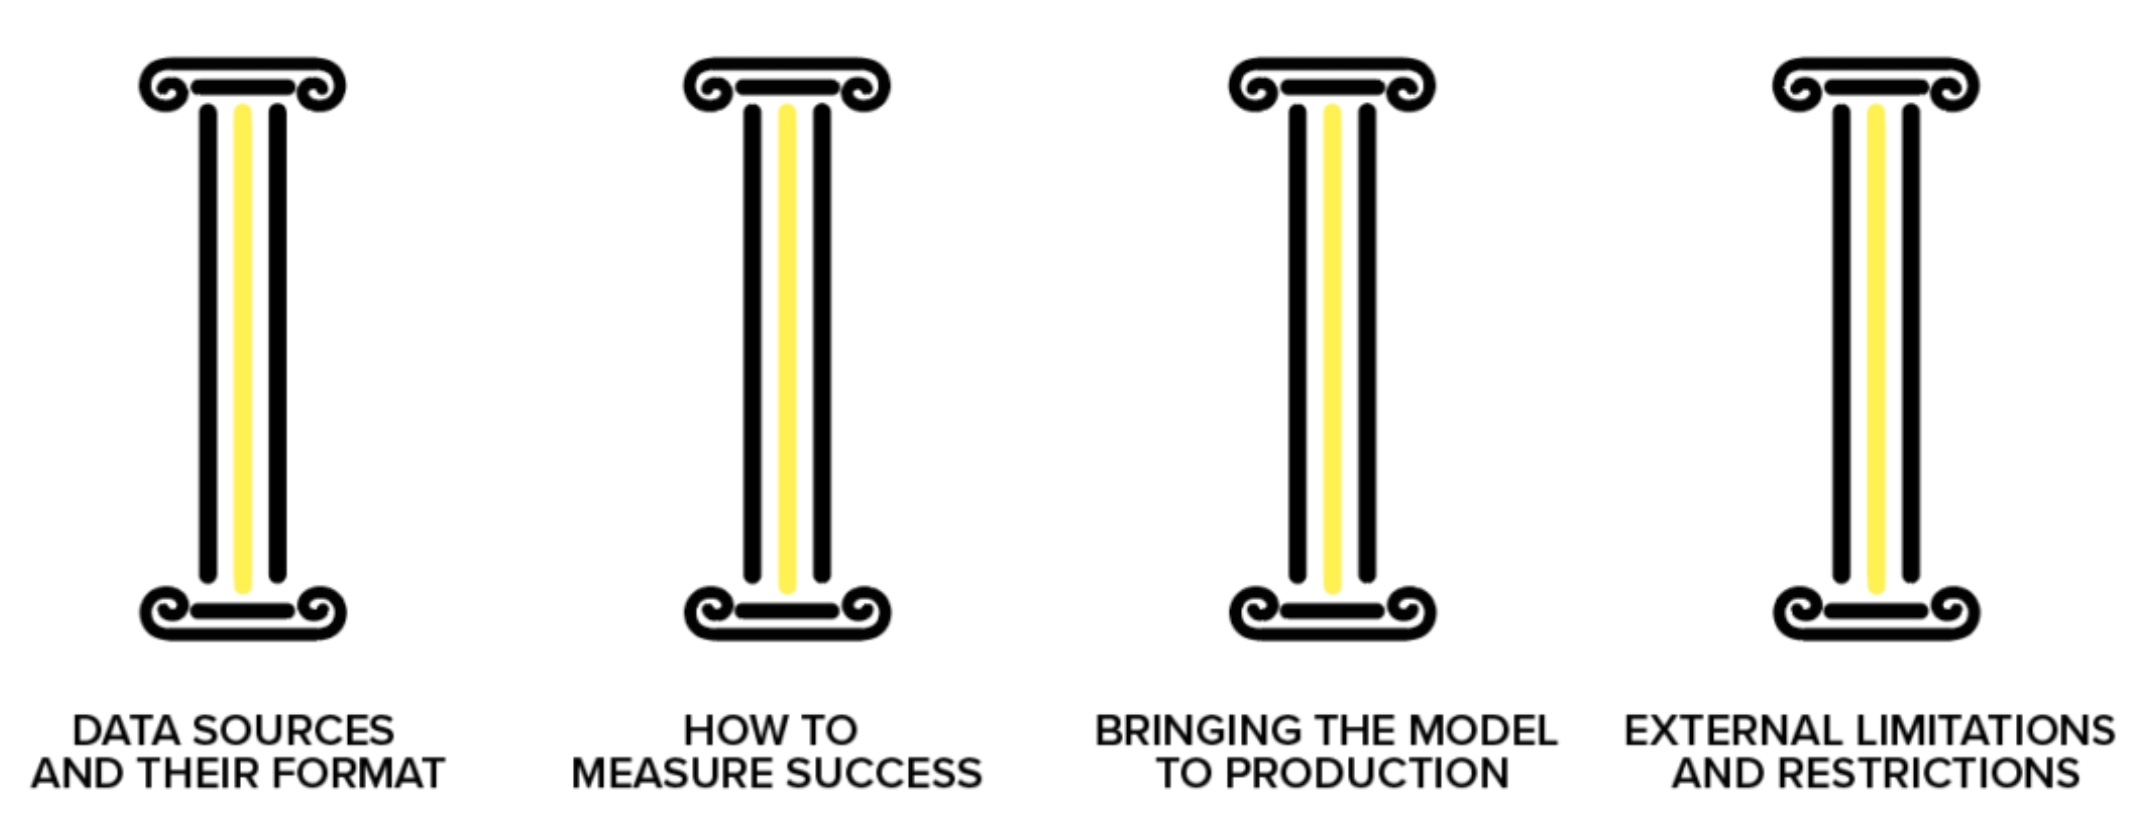 DATA SOURCES
AND THEIR FORMAT
HOW TO
MEASURE SUCCESS
BRINGING THE MODEL
TO PRODUCTION
EXTERNAL LIMITATIONS
AND RESTRICTIONS